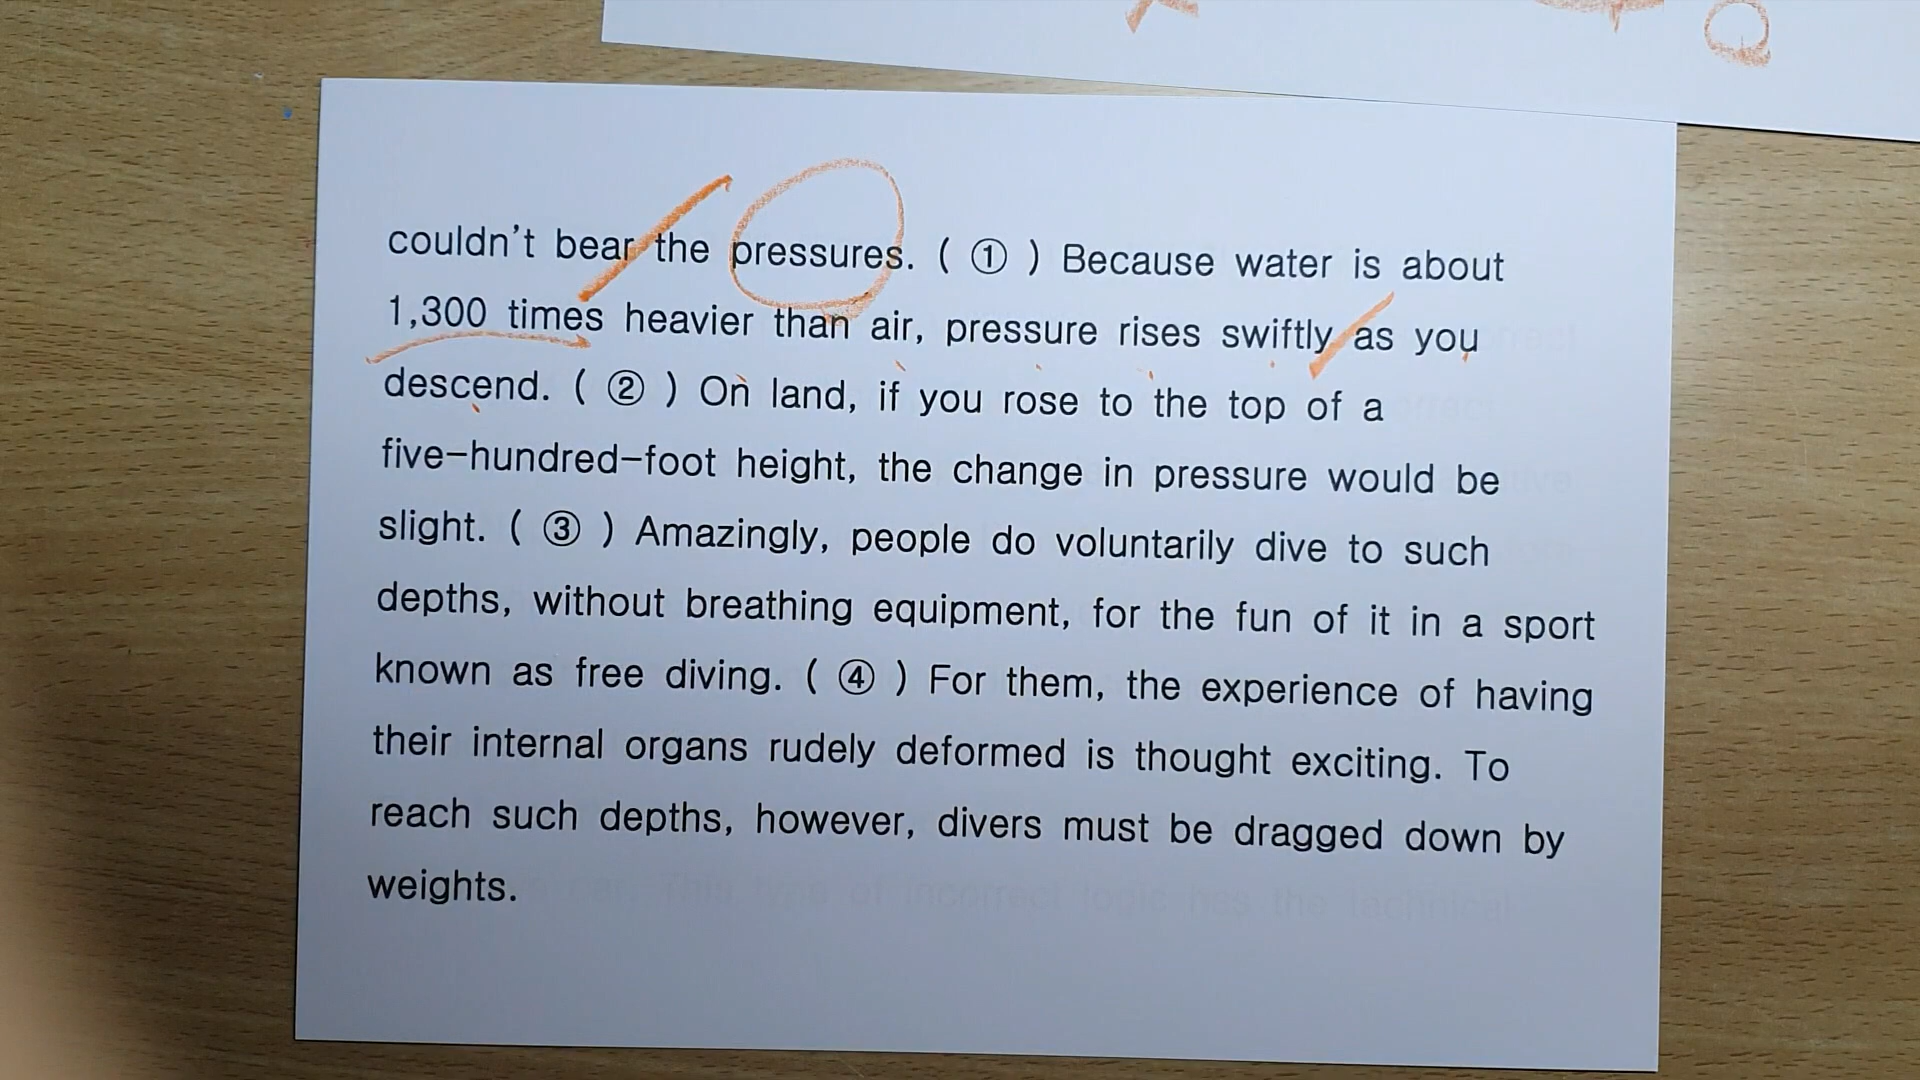 couldn't bear the pressures. ( ① ) Because water is about
1,300 times heavier than air, pressure rises swiftly as you
descend. ( ② ) On land, if you rose to the top of a
five-hundred-foot height, the change in pressure would be
slight. ( ③ ) Amazingly, people do voluntarily dive to such
depths, without breathing equipment, for the fun of it in a sport
known as free diving. ( ④ ) For them, the experience of having
their internal organs rudely deformed is thought exciting. To
reach such depths, however, divers must be dragged down by
weights.